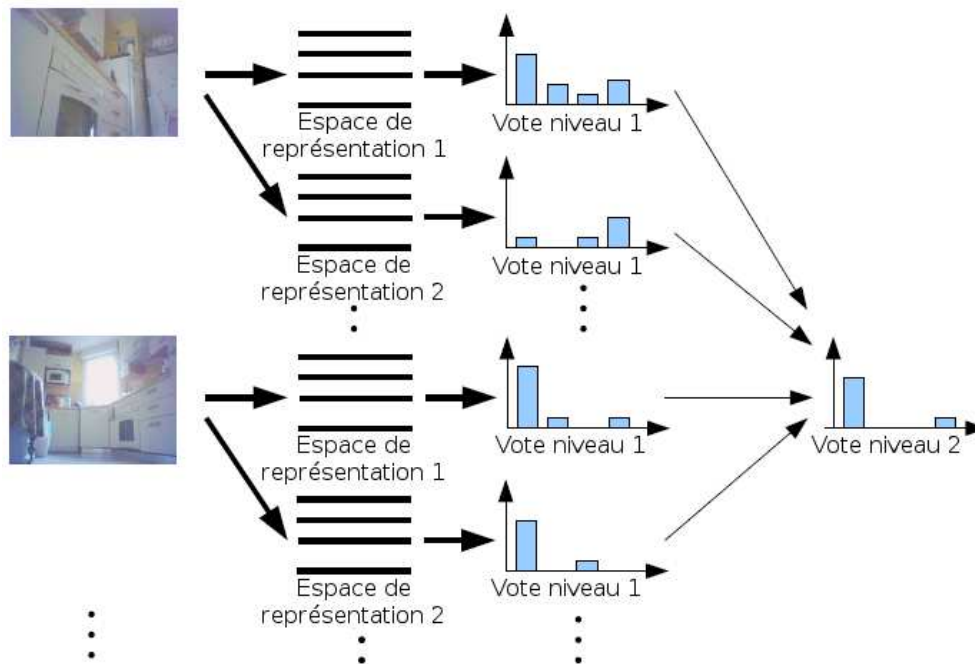 Espace de
représentation 1
Vote niveau 1
Espace de
représentation 2
Vote niveau 1
Espace de
représentation 1
Vote niveau 1
Vote niveau 2
Espace de
représentation 2
Vote niveau 1